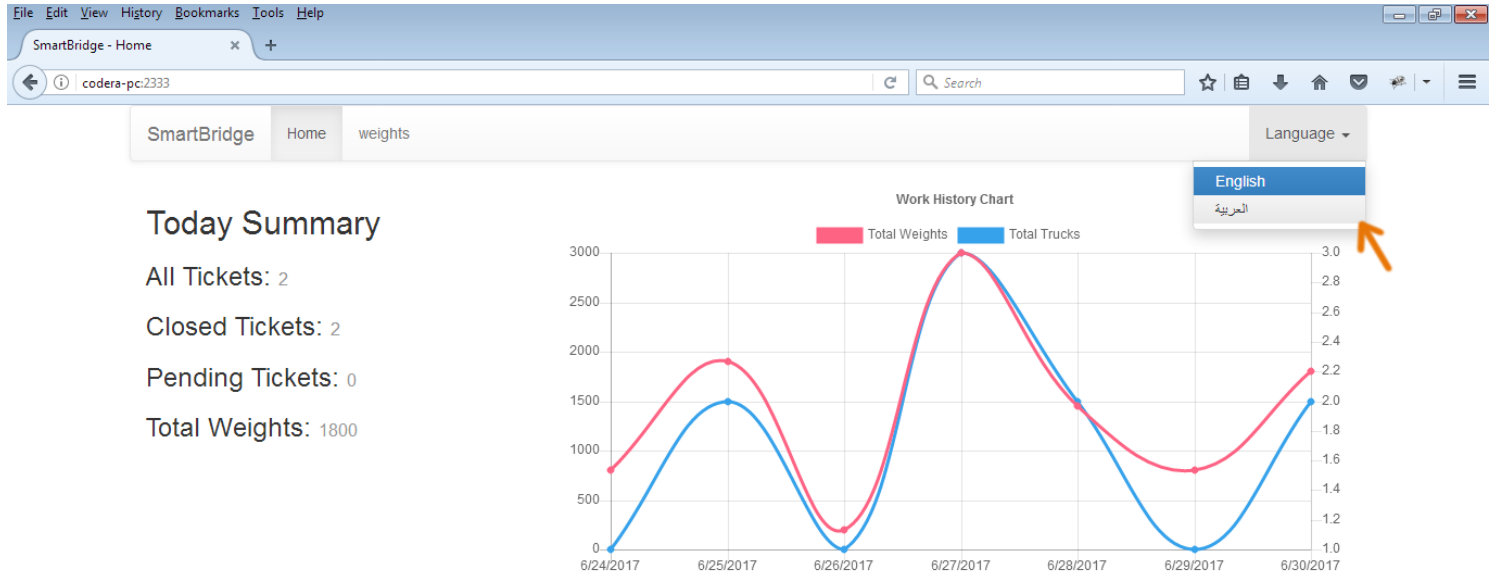 File Edit View History Bookmarks Tools Help
SmartBridge - Home
codera-pc:2333
Search
SmartBridge Home weights Language
English
العربية
Today Summary
All Tickets: 2
Closed Tickets: 2
Pending Tickets: 0
Total Weights: 1800
Work History Chart
Total Weights Total Trucks
3000 3.0
2.8
2500 2.6
2.4
2000 2.2
1500 2.0
1.8
1000 1.6
1.4
500 1.2
0 1.0
6/24/2017 6/25/2017 6/26/2017 6/27/2017 6/28/2017 6/29/2017 6/30/2017